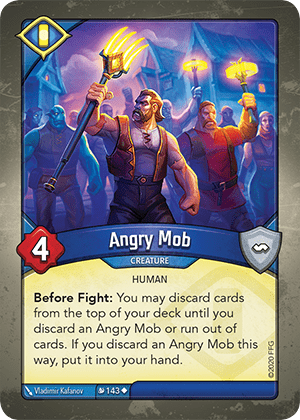 Angry Mob
CREATURE
4
HUMAN
Before Fight: You may discard cards
from the top of your deck until you
discard an Angry Mob or run out of
cards. If you discard an Angry Mob this
way, put it into your hand.
©2020 FFG
Vladimir Kafanov
143